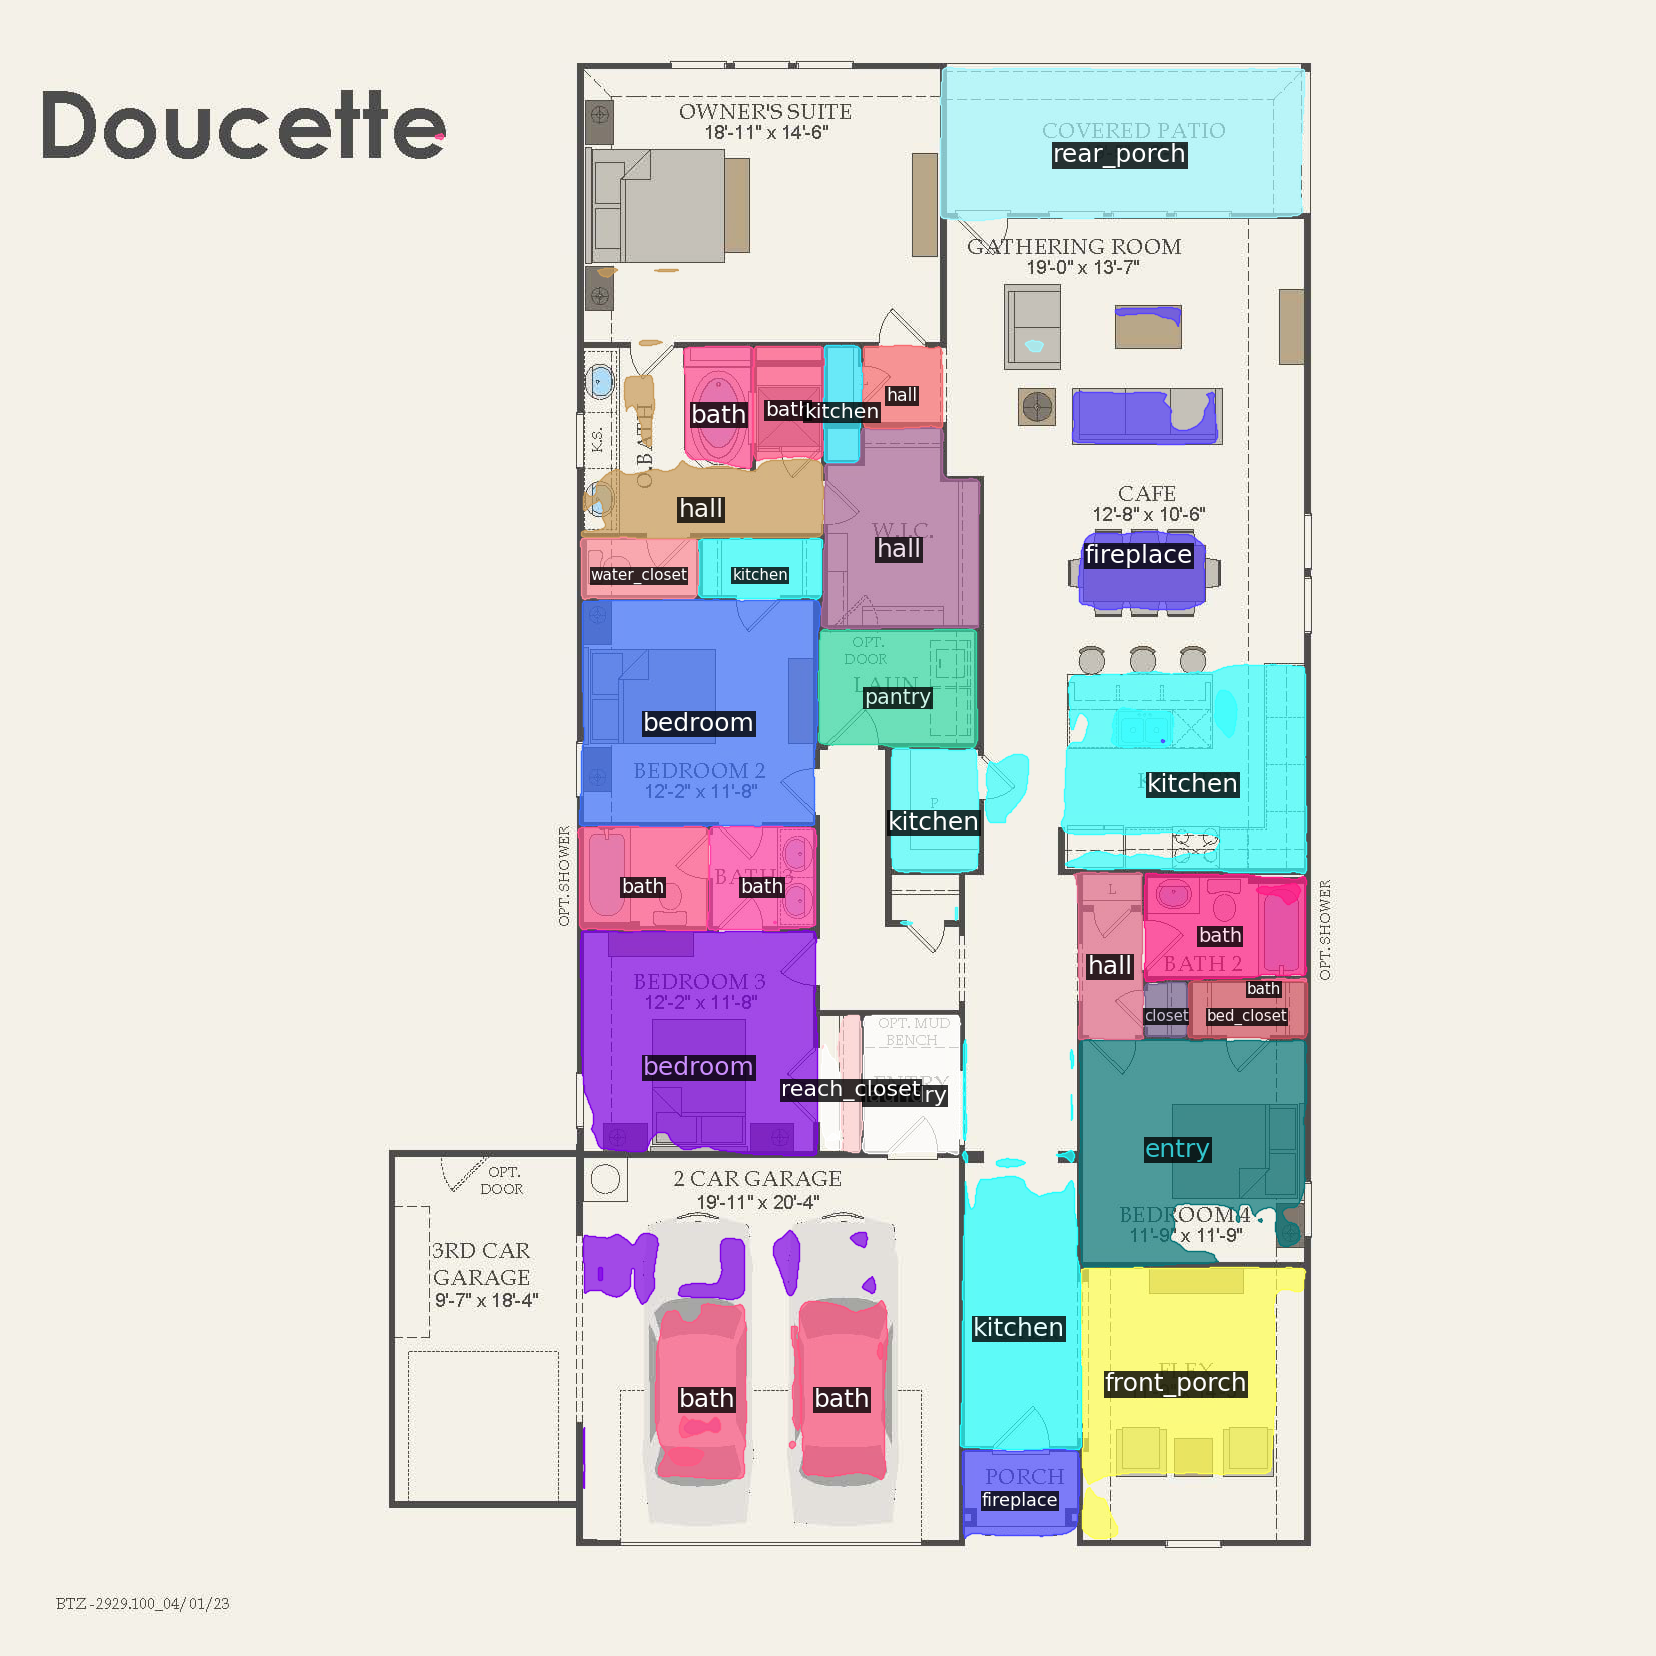 Doucette
OWNER'S SUITE
18'-11" x 14'-6"
COVERED PATIO
rear_porch
GATHERING ROOM
19'-0" x 13'-7"
hall
bath
bath
kitchen
K.S.
O.BATH
CAFE
12'-8" x 10'-6"
hall
W.I.C.
hall
fireplace
water_closet
kitchen
OPT.
DOOR
LAUN
pantry
bedroom
BEDROOM 2
12'-2" x 11'-8"
kitchen
P
kitchen
OPT. SHOWER
bath
BATH 3
bath
L
OPT. SHOWER
bath
BATH 2
hall
BEDROOM 3
12'-2" x 11'-8"
bath
closet
bed_closet
OPT. MUD
BENCH
bedroom
reach_closet
ENTRY
entry
2 CAR GARAGE
19'-11" x 20'-4"
OPT.
DOOR
BEDROOM 4
11'-9" x 11'-9"
3RD CAR
GARAGE
9'-7" x 18'-4"
kitchen
FLEX
front_porch
bath
bath
PORCH
fireplace
BTZ-2929.100_04/01/23